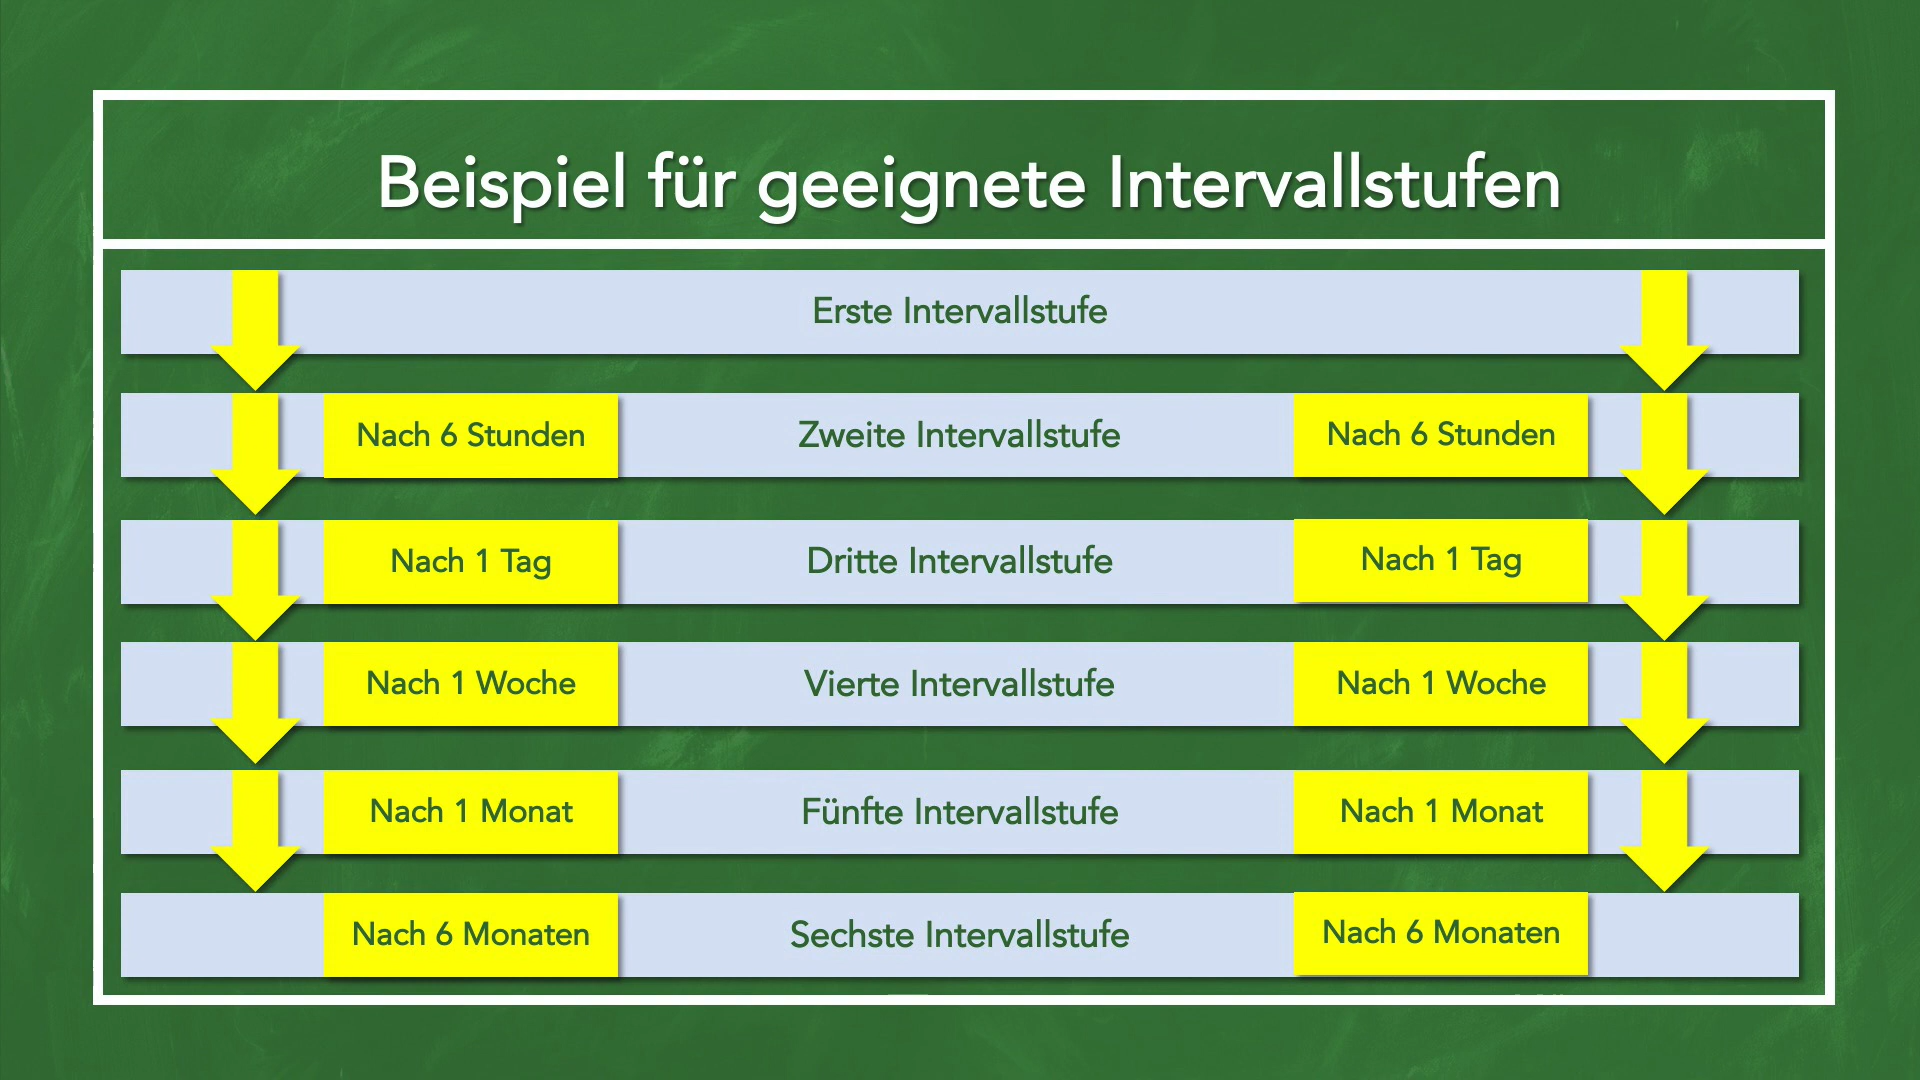 Beispiel für geeignete Intervallstufen
Erste Intervallstufe
Nach 6 Stunden Zweite Intervallstufe Nach 6 Stunden
Nach 1 Tag Dritte Intervallstufe Nach 1 Tag
Nach 1 Woche Vierte Intervallstufe Nach 1 Woche
Nach 1 Monat Fünfte Intervallstufe Nach 1 Monat
Nach 6 Monaten Sechste Intervallstufe Nach 6 Monaten